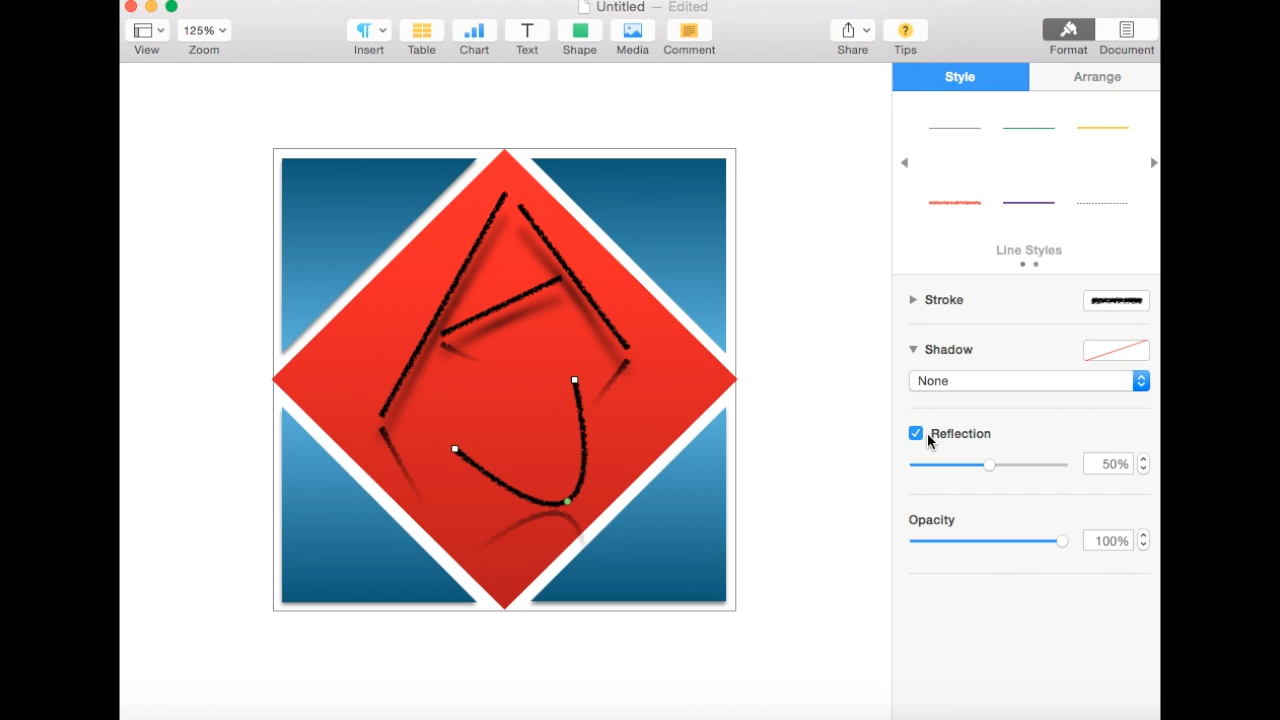 Untitled — Edited
125%
View Zoom Insert Table Chart Text Shape Media Comment Share Tips Format Document
Style Arrange
Line Styles
Stroke
Shadow
None
Reflection
50%
Opacity
100%